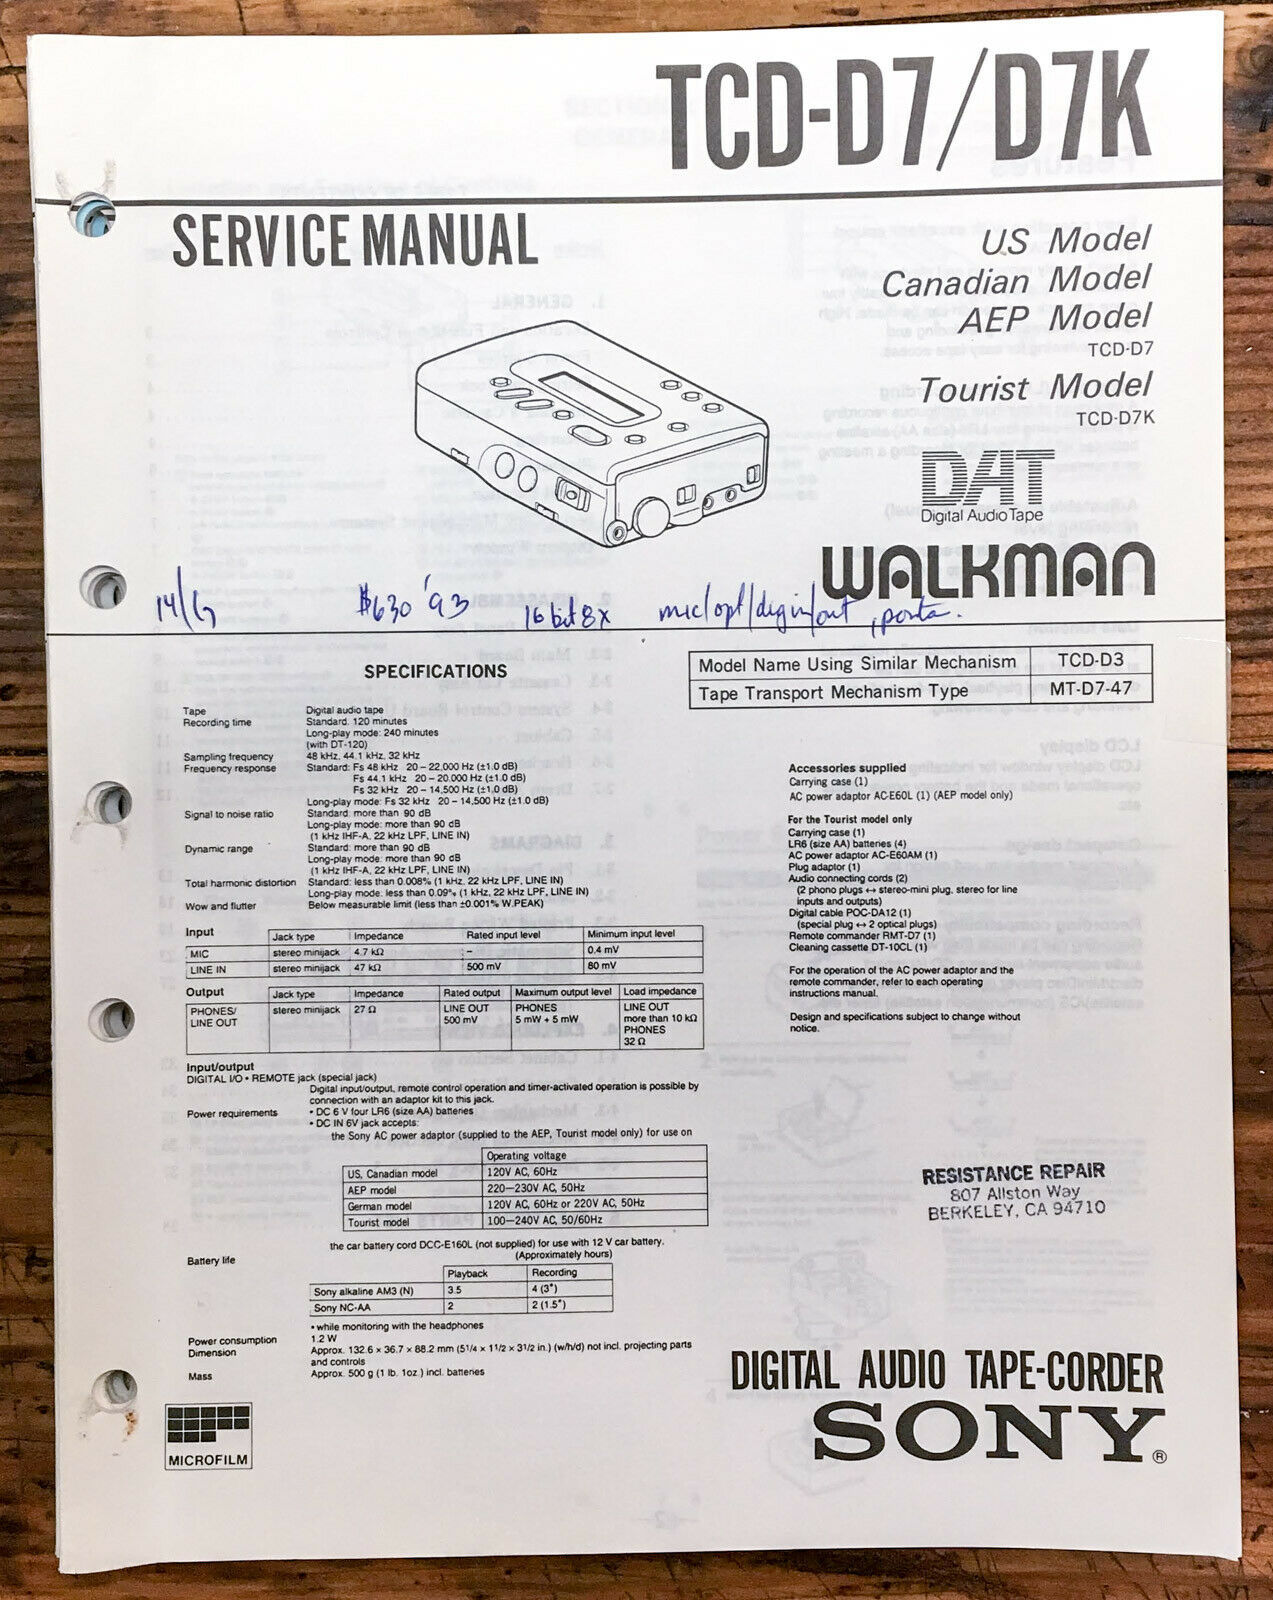 TCD-D7/D7K
SERVICE MANUAL
US Model
Canadian Model
AEP Model
TCD-D7
Tourist Model
TCD-D7K
DAT
Digital Audio Tape
WALKMAN
$630 '93 16 bit 8x mic/opt/dig in/out, porta.
SPECIFICATIONS
Model Name Using Similar Mechanism TCD-D3
Tape Transport Mechanism Type MT-D7-47
Tape Digital audio tape
Recording time Standard: 120 minutes
Long-play mode: 240 minutes
(with DT-120)
Sampling frequency 48 kHz, 44.1 kHz, 32 kHz
Frequency response Standard: Fs 48 kHz 20 – 22,000 Hz (±1.0 dB)
Fs 44.1 kHz 20 – 20,000 Hz (±1.0 dB)
Fs 32 kHz 20 – 14,500 Hz (±1.0 dB)
Long-play mode: Fs 32 kHz 20 – 14,500 Hz (±1.0 dB)
Signal to noise ratio Standard: more than 90 dB
Long-play mode: more than 90 dB
(1 kHz IHF-A, 22 kHz LPF, LINE IN)
Dynamic range Standard: more than 90 dB
Long-play mode: more than 90 dB
(1 kHz IHF-A, 22 kHz LPF, LINE IN)
Total harmonic distortion Standard: less than 0.008% (1 kHz, 22 kHz LPF, LINE IN)
Long-play mode: less than 0.09% (1 kHz, 22 kHz LPF, LINE IN)
Wow and flutter Below measurable limit (less than ±0.001% W.PEAK)
Input
Jack type Impedance Rated input level Minimum input level
MIC stereo minijack 4.7 kΩ – 0.4 mV
LINE IN stereo minijack 47 kΩ 500 mV 80 mV
Output
Jack type Impedance Rated output Maximum output level Load impedance
PHONES/ stereo minijack 27 Ω LINE OUT PHONES LINE OUT
LINE OUT 500 mV 5 mW + 5 mW more than 10 kΩ
PHONES
32 Ω
Input/output
DIGITAL I/O • REMOTE jack (special jack)
Digital input/output, remote control operation and timer-activated operation is possible by
connection with an adaptor kit to this jack.
Power requirements • DC 6 V four LR6 (size AA) batteries
• DC IN 6V jack accepts:
the Sony AC power adaptor (supplied to the AEP, Tourist model only) for use on
Operating voltage
US, Canadian model 120V AC, 60Hz
AEP model 220–230V AC, 50Hz
German model 120V AC, 60Hz or 220V AC, 50Hz
Tourist model 100–240V AC, 50/60Hz
the car battery cord DCC-E160L (not supplied) for use with 12 V car battery.
Battery life (Approximately hours)
Playback Recording
Sony alkaline AM3 (N) 3.5 4 (3*)
Sony NC-AA 2 2 (1.5*)
• while monitoring with the headphones
Power consumption 1.2 W
Dimension Approx. 132.6 × 36.7 × 88.2 mm (51/4 × 11/2 × 31/2 in.) (w/h/d) not incl. projecting parts
and controls
Mass Approx. 500 g (1 lb. 1oz.) incl. batteries
Accessories supplied
Carrying case (1)
AC power adaptor AC-E60L (1) (AEP model only)
For the Tourist model only
Carrying case (1)
LR6 (size AA) batteries (4)
AC power adaptor AC-E60AM (1)
Plug adaptor (1)
Audio connecting cords (2)
(2 phono plugs ↔ stereo-mini plug, stereo for line
inputs and outputs)
Digital cable POC-DA12 (1)
(special plug ↔ 2 optical plugs)
Remote commander RMT-D7 (1)
Cleaning cassette DT-10CL (1)
For the operation of the AC power adaptor and the
remote commander, refer to each operating
instructions manual.
Design and specifications subject to change without
notice.
RESISTANCE REPAIR
807 Allston Way
BERKELEY, CA 94710
MICROFILM
DIGITAL AUDIO TAPE-CORDER
SONY®